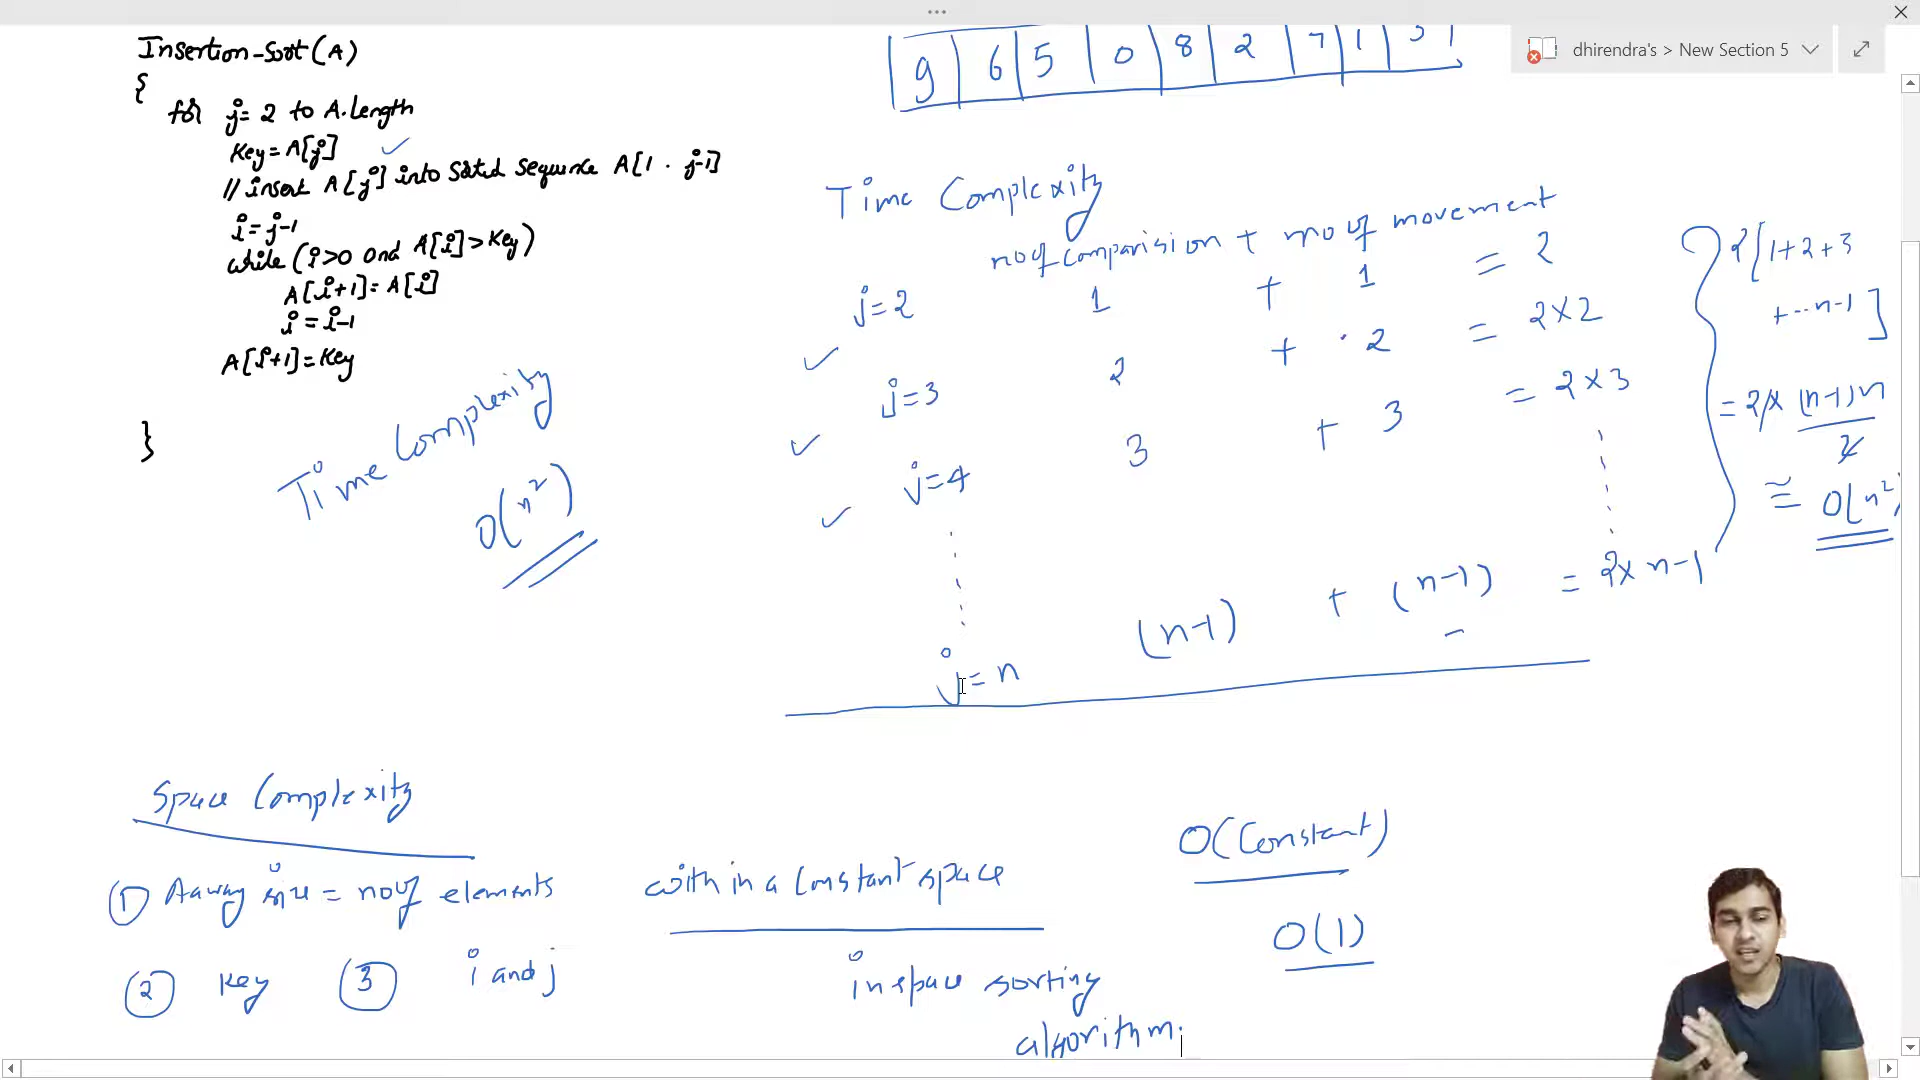 dhirendra's > New Section 5
Insertion-Sort(A)
{
for j= 2 to A.length
Key = A[j]
// insert A[j] into Sorted Sequence A[1 . j-1]
i = j-1
while (i>0 and A[i] > Key)
A[i+1] = A[i]
i = i-1
A[i+1] = Key
}
Time Complexity
O(n²)
9 6 5 0 8 2 7 1 3
Time Complexity
no of comparision + no of movement
j=2 1 + 1 = 2
j=3 2 + 2 = 2×2
j=4 3 + 3 = 2×3
j=n (n-1) + (n-1) = 2× n-1
2[1+2+3
+...n-1]
= 2× (n-1)n
2
≅ O(n²)
Space Complexity
① Array size = no of elements
② Key ③ i and j
with in a Constant space
inspace sorting
algorithm.
O(Constant)
O(1)